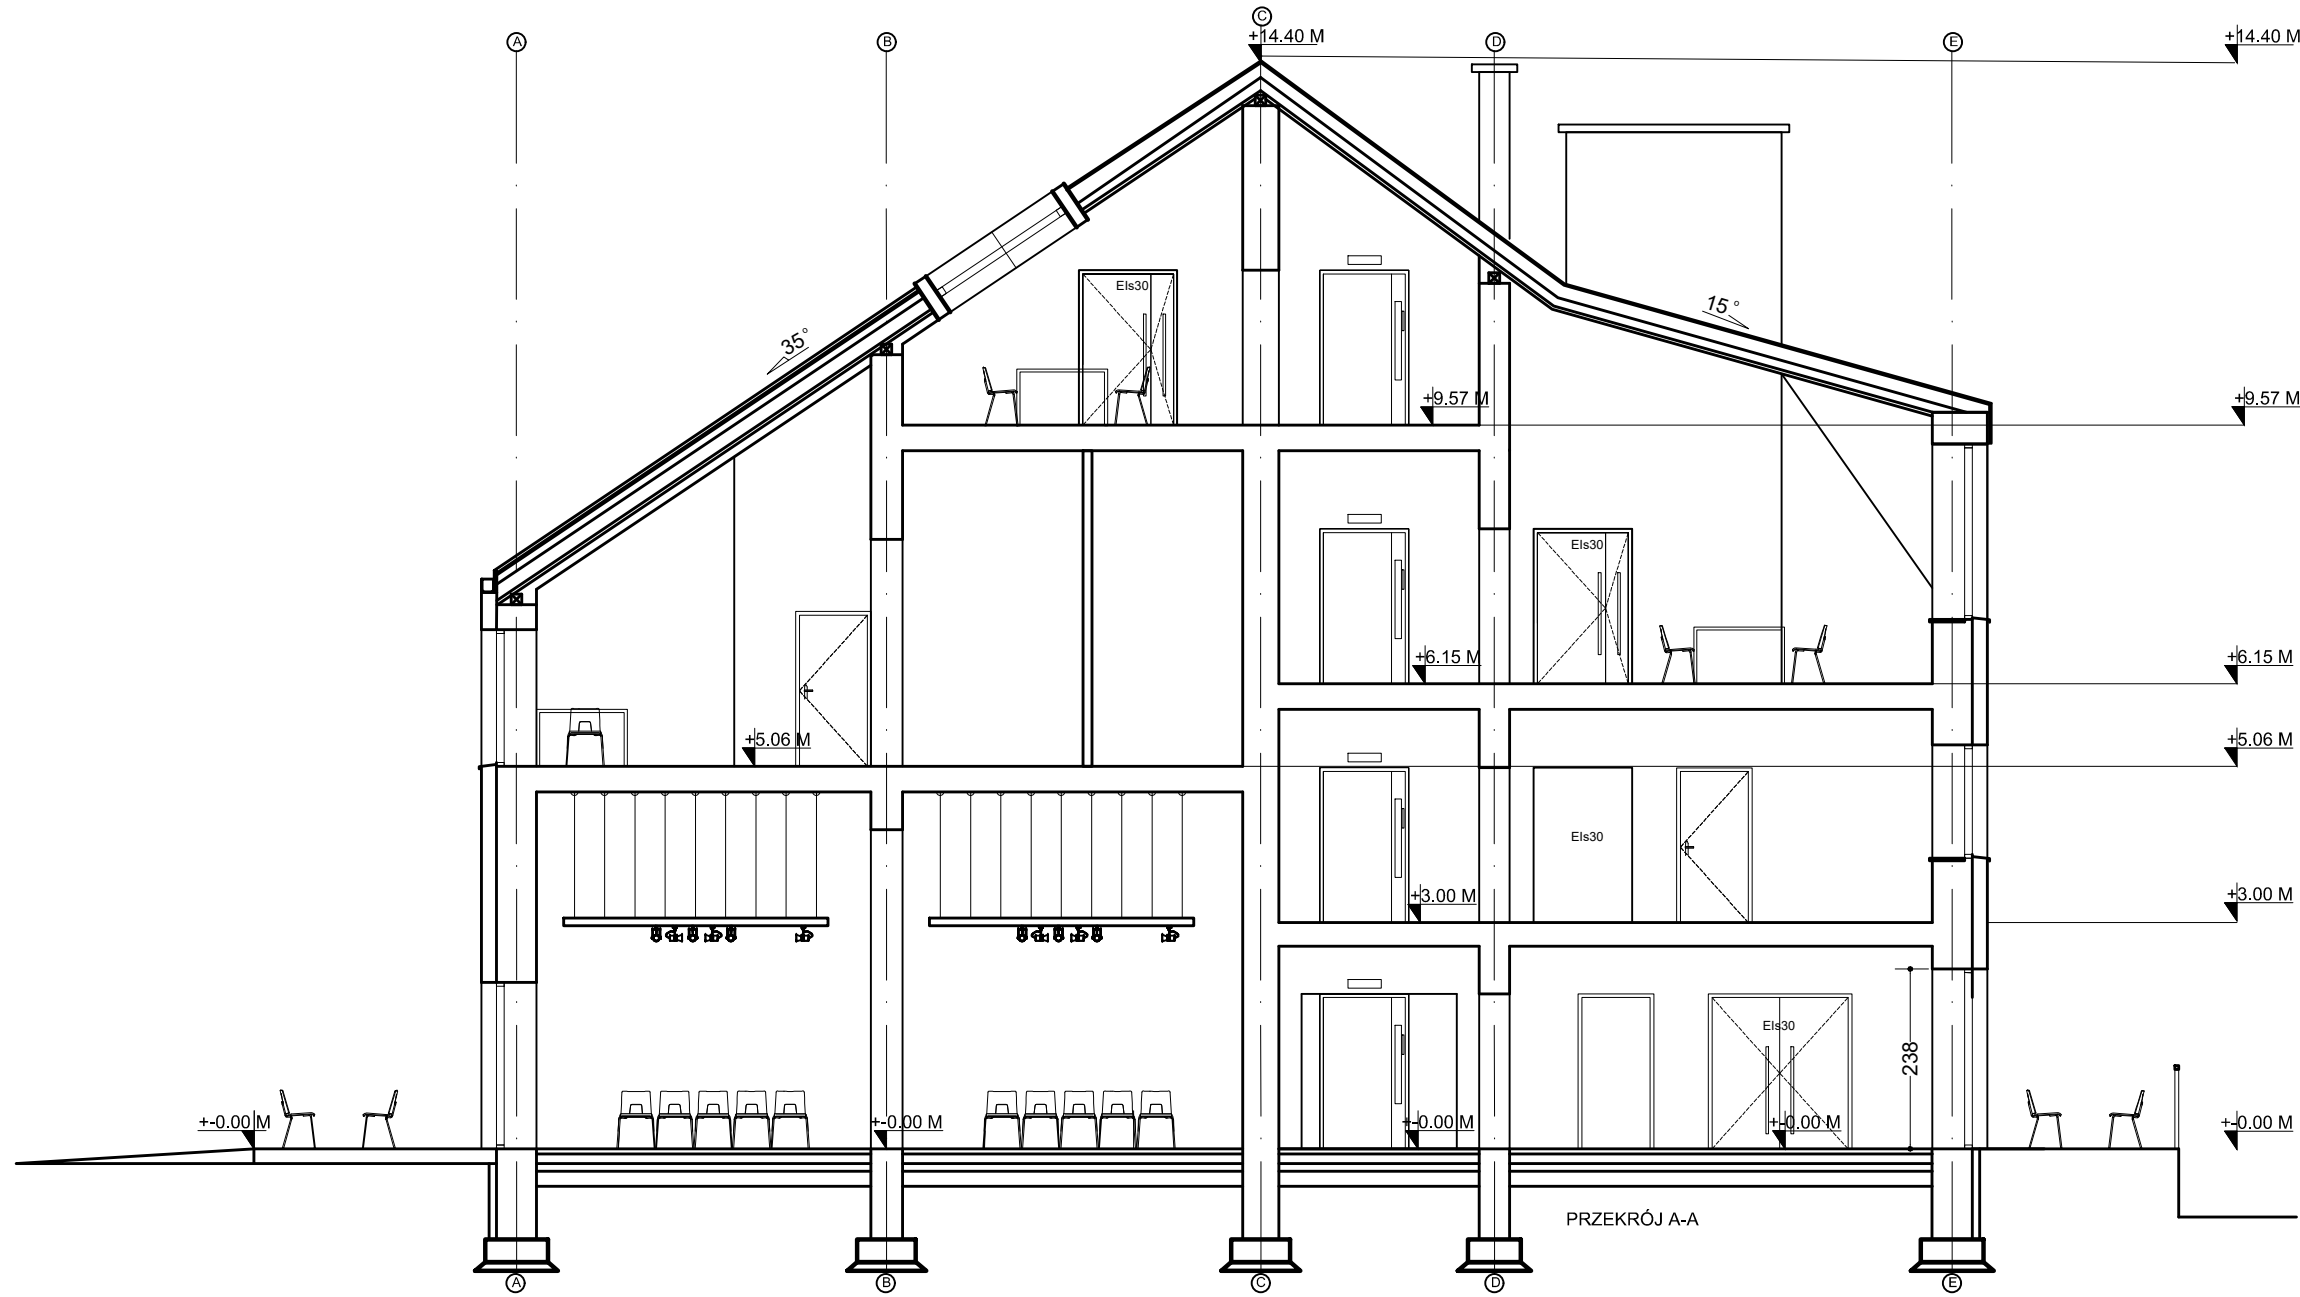 C
A
B
D
E
+14.40 M
+14.40 M
EIs30
15°
35°
+9.57 M
+9.57 M
EIs30
+6.15 M
+6.15 M
+5.06 M
+5.06 M
EIs30
+3.00 M
+3.00 M
EIs30
238
+-0.00 M
+-0.00 M
+-0.00 M
+-0.00 M
+-0.00 M
PRZEKRÓJ A-A
A
B
C
D
E